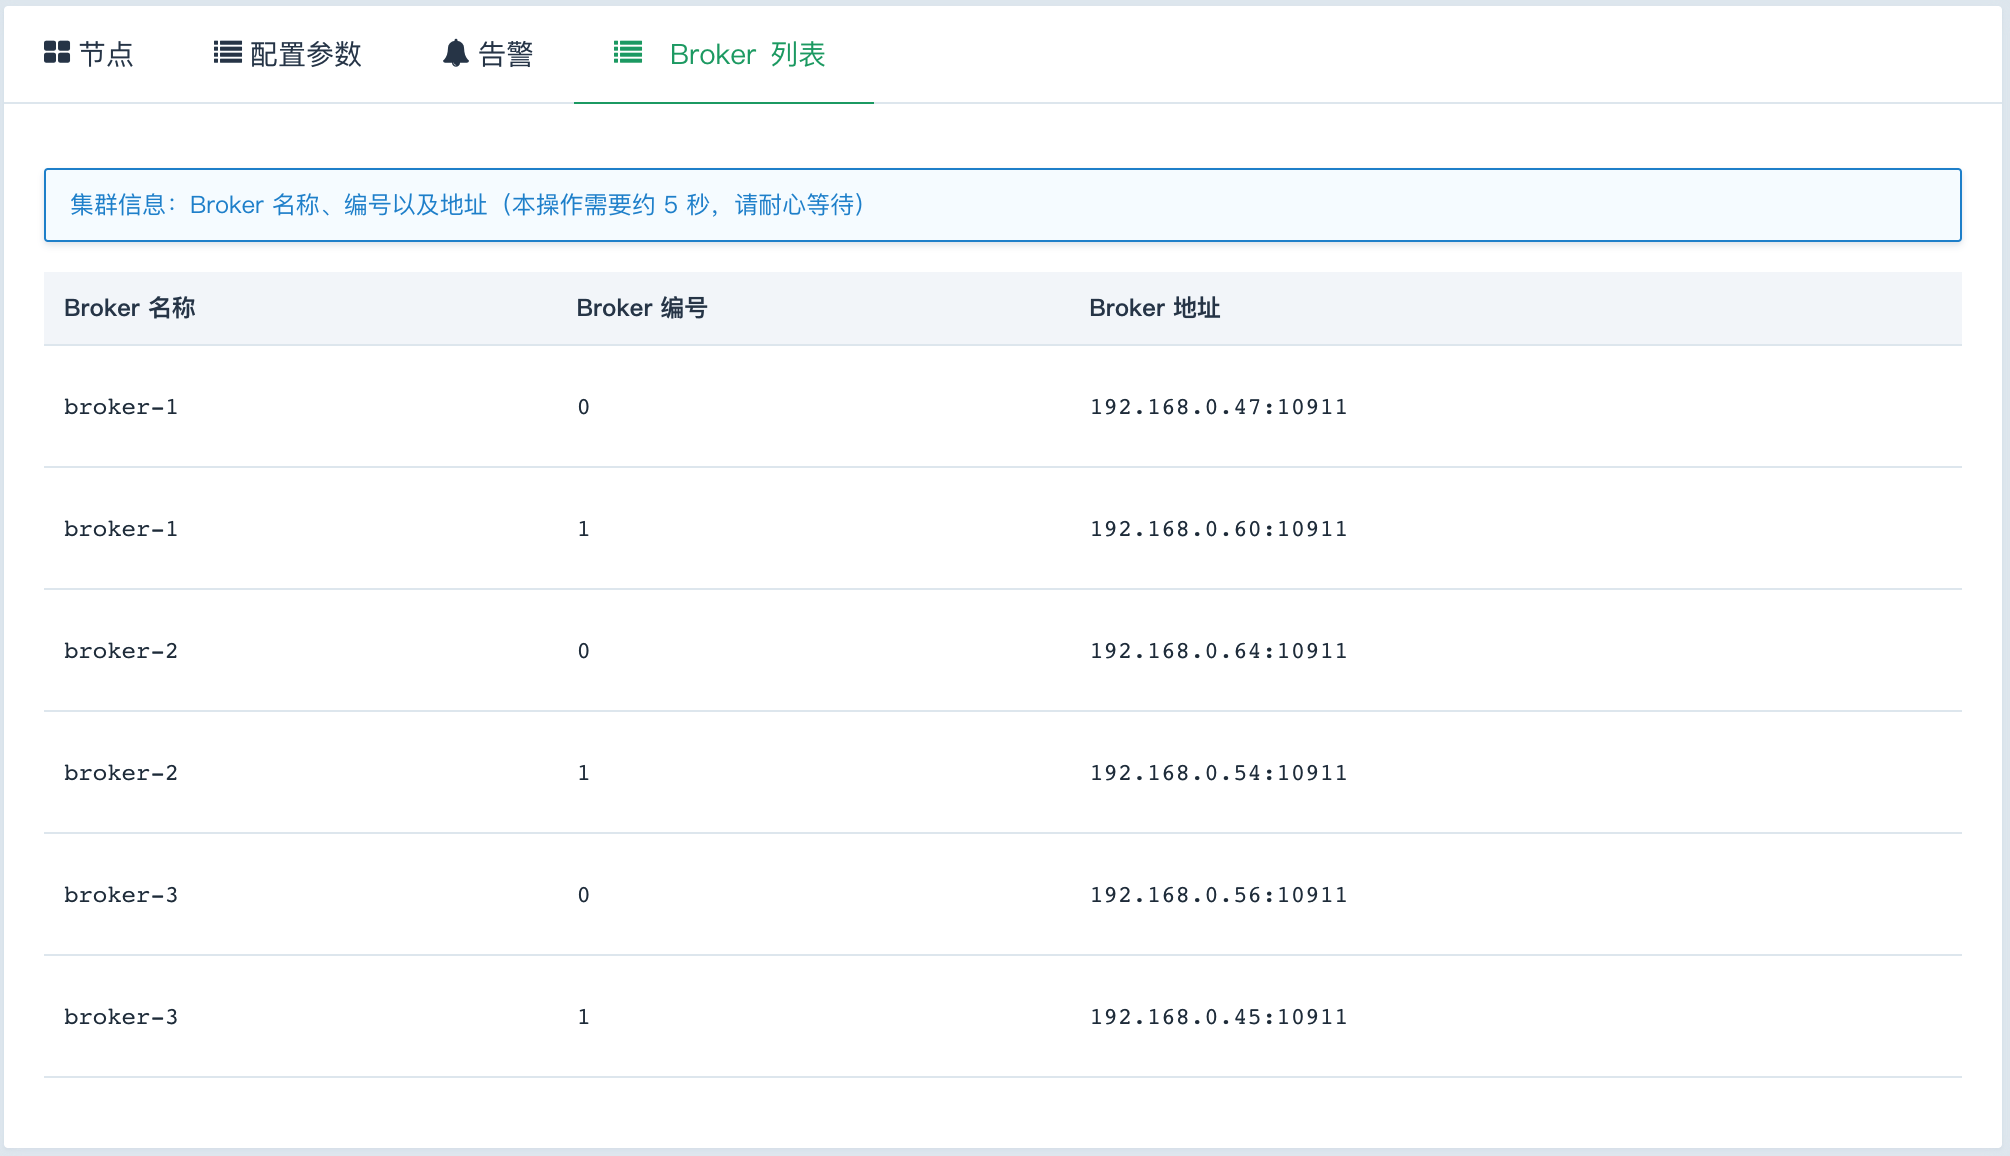 节点 配置参数 告警 Broker 列表
集群信息：Broker 名称、编号以及地址（本操作需要约 5 秒，请耐心等待）
Broker 名称 Broker 编号 Broker 地址
broker-1 0 192.168.0.47:10911
broker-1 1 192.168.0.60:10911
broker-2 0 192.168.0.64:10911
broker-2 1 192.168.0.54:10911
broker-3 0 192.168.0.56:10911
broker-3 1 192.168.0.45:10911